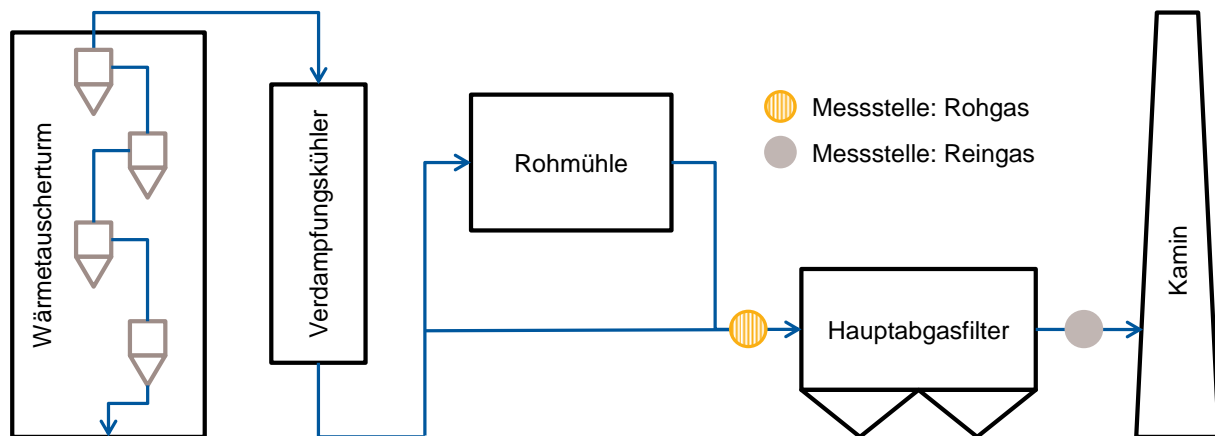 Wärmetauscherturm
Verdampfungskühler
Rohmühle
Messstelle: Rohgas
Messstelle: Reingas
Hauptabgasfilter
Kamin